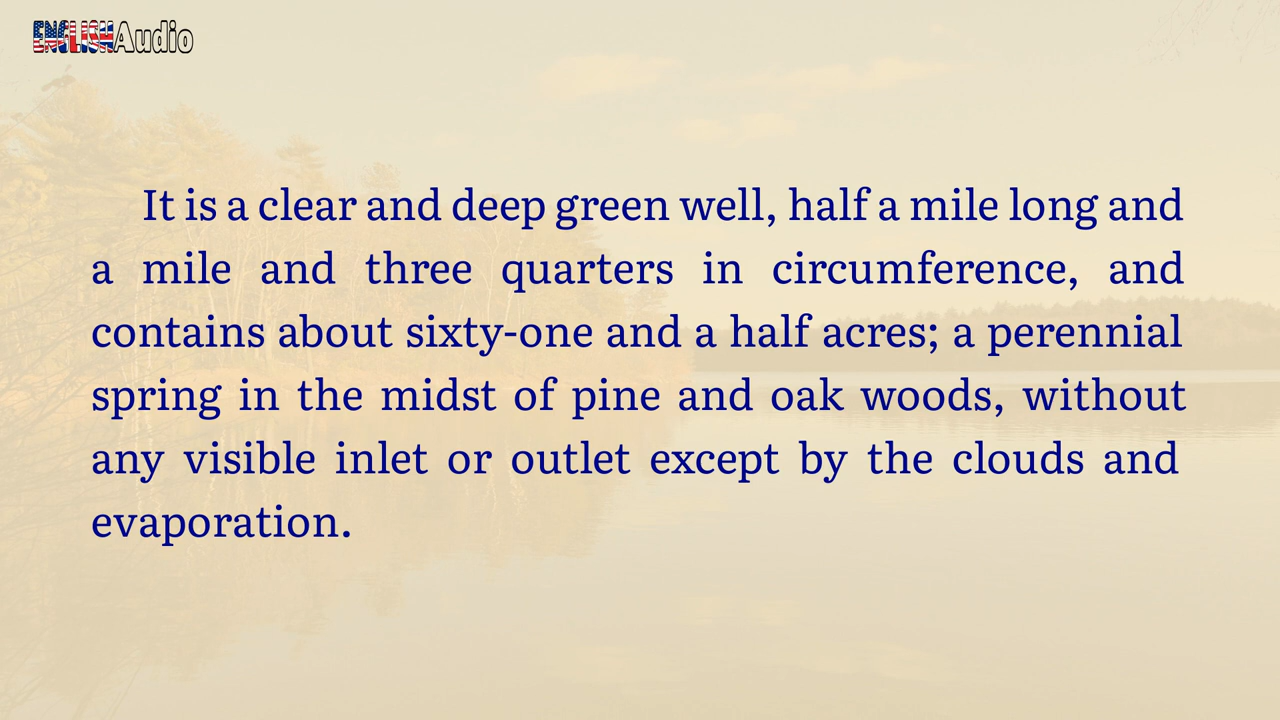 ENGLISHAudio
It is a clear and deep green well, half a mile long and
a mile and three quarters in circumference, and
contains about sixty-one and a half acres; a perennial
spring in the midst of pine and oak woods, without
any visible inlet or outlet except by the clouds and
evaporation.